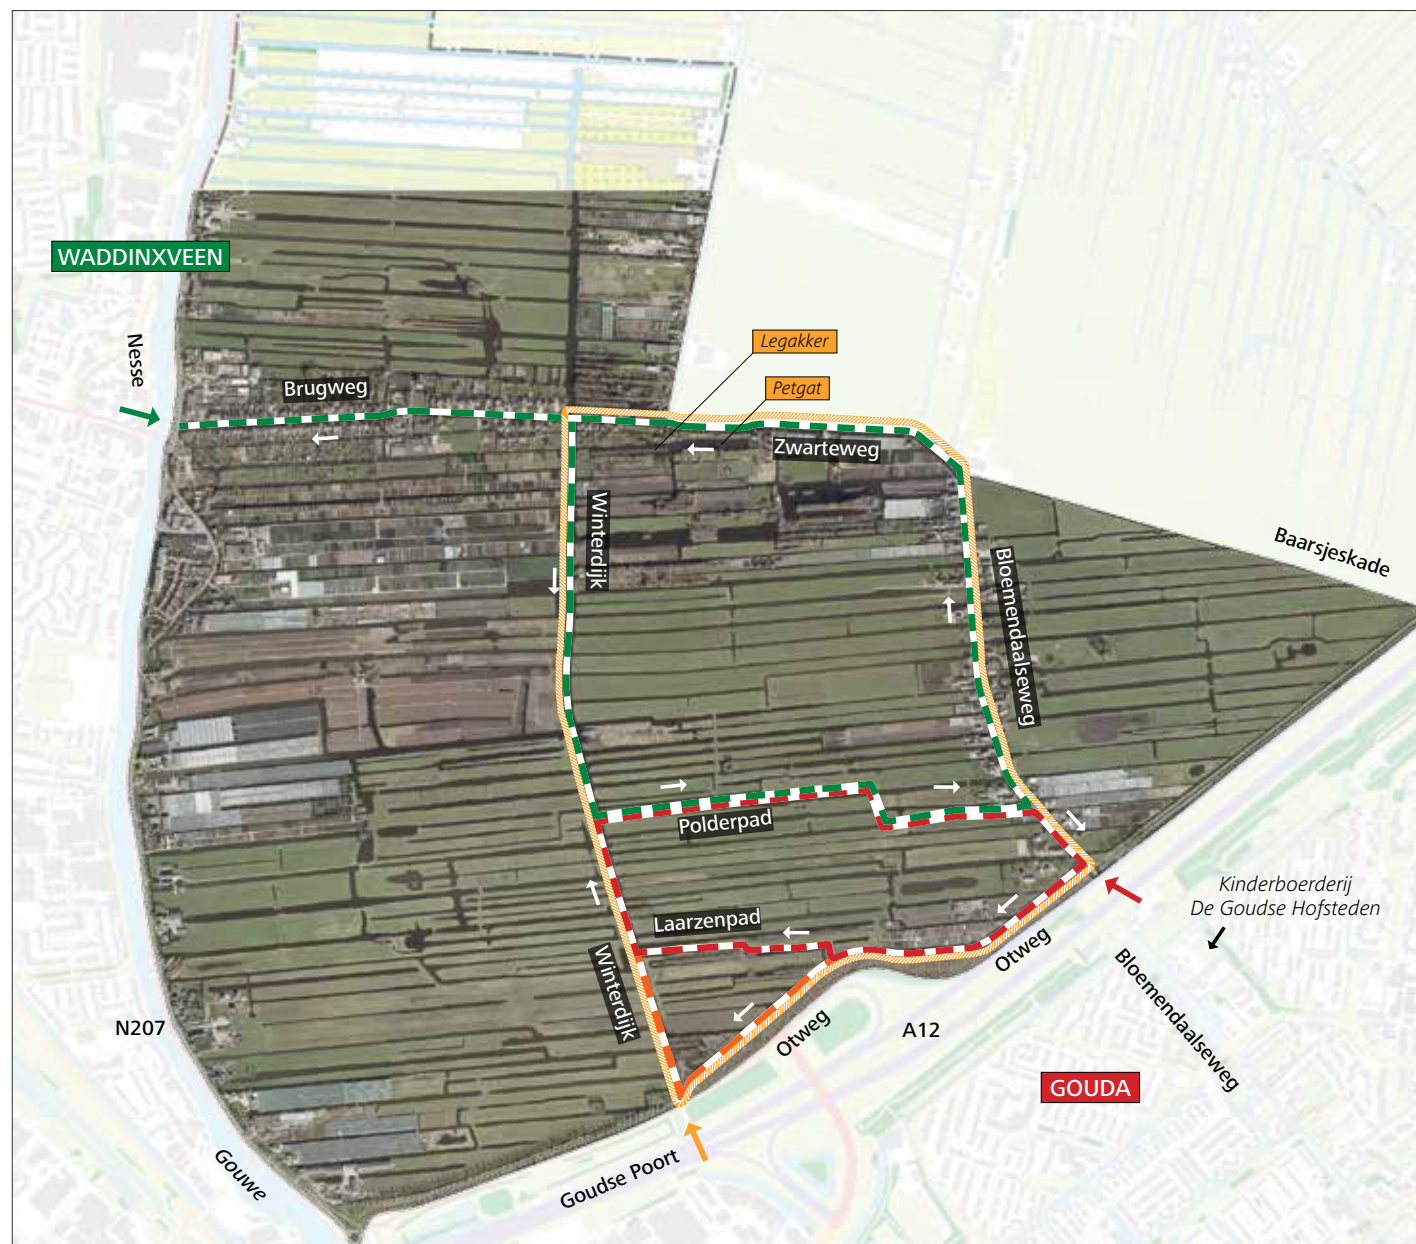 WADDINXVEEN
Nesse
Brugweg
Legakker
Petgat
Zwarteweg
Winterdijk
Bloemendaalseweg
Baarsjeskade
Polderpad
Laarzenpad
Winterdijk
Otweg
Otweg
Kinderboerderij
De Goudse Hofsteden
Bloemendaalseweg
N207
A12
GOUDA
Gouwe
Goudse Poort